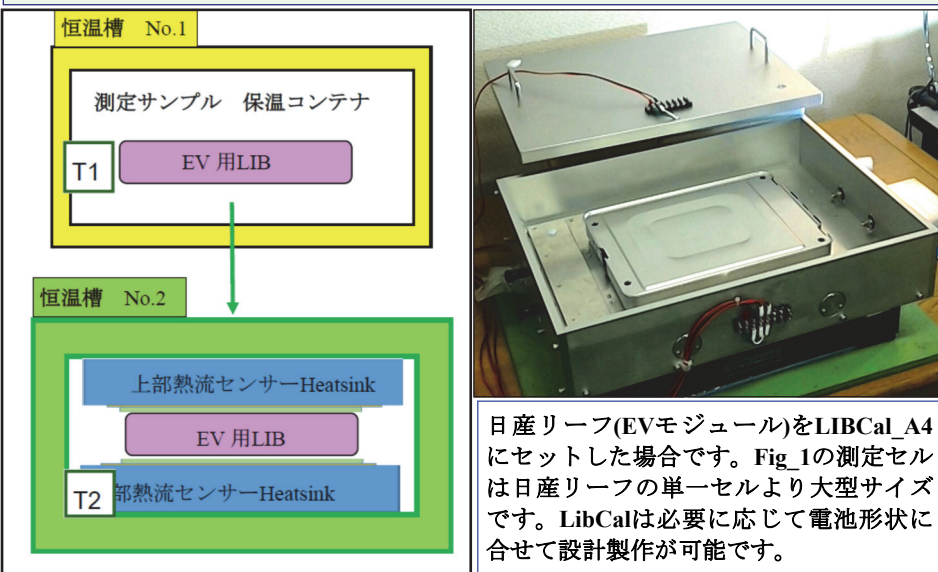 恒温槽 No.1
測定サンプル 保温コンテナ
T1
EV 用LIB
恒温槽 No.2
上部熱流センサーHeatsink
EV 用LIB
T2
部熱流センサーHeatsink
日産リーフ(EVモジュール)をLIBCal_A4
にセットした場合です。Fig_1の測定セル
は日産リーフの単一セルより大型サイズ
です。LibCalは必要に応じて電池形状に
合せて設計製作が可能です。